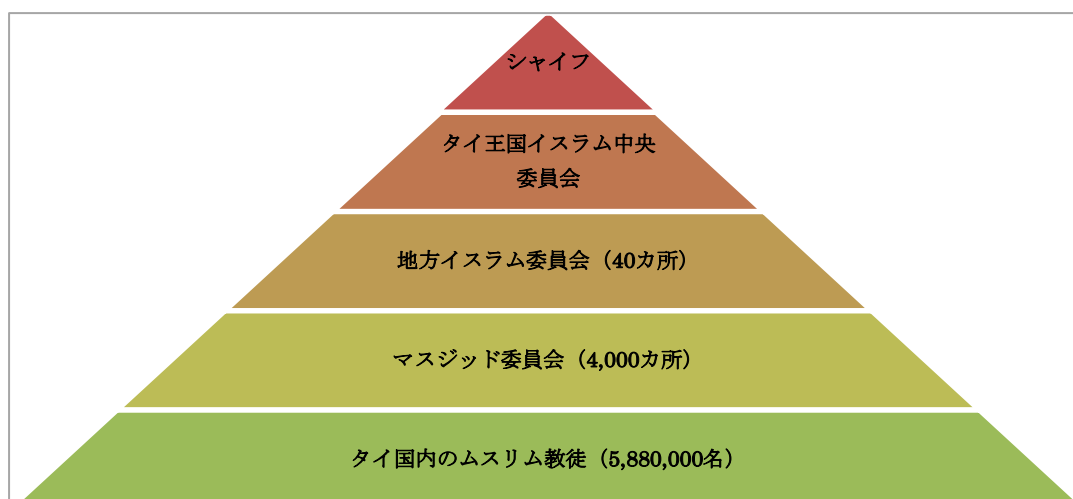 シャイフ
タイ王国イスラム中央
委員会
地方イスラム委員会（40カ所）
マスジッド委員会（4,000カ所）
タイ国内のムスリム教徒（5,880,000名）